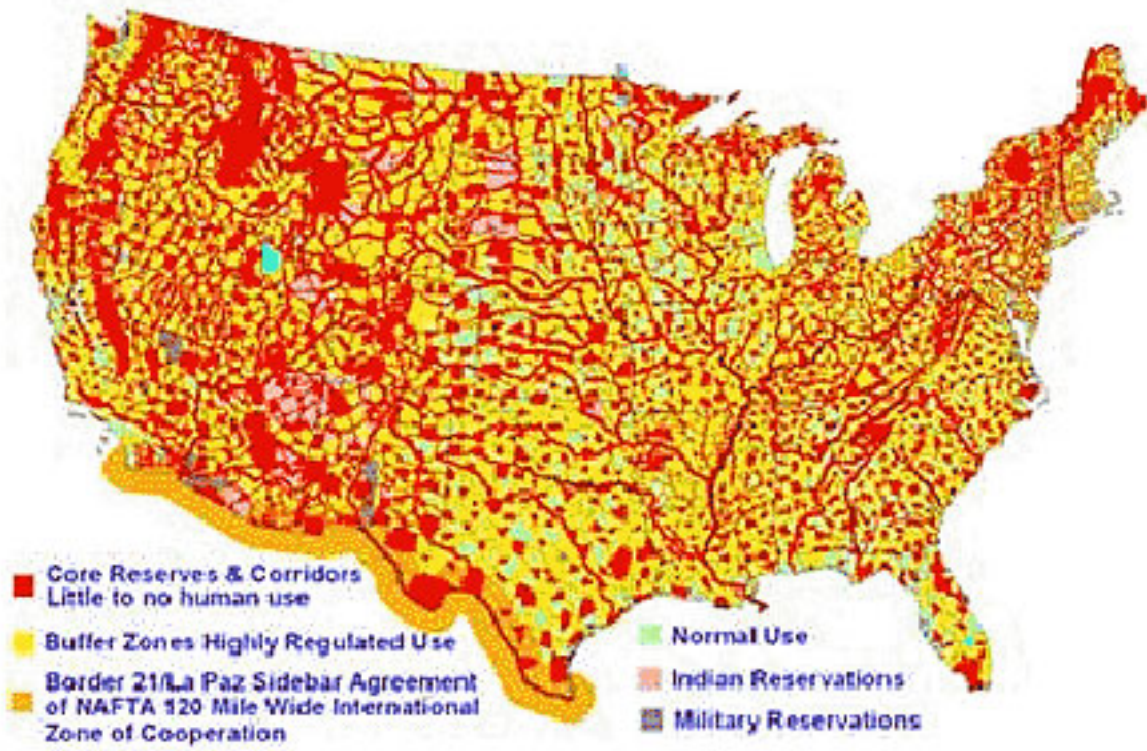 Core Reserves & Corridors
Little to no human use
Buffer Zones Highly Regulated Use
Border 21/La Paz Sidebar Agreement
of NAFTA 120 Mile Wide International
Zone of Cooperation
Normal Use
Indian Reservations
Military Reservations